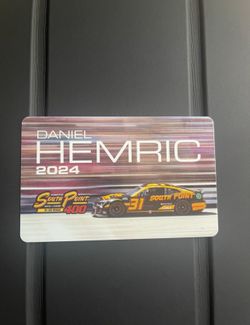 DANIEL
HEMRIC
2024
SOUTH POINT
400
31
SOUTH POINT